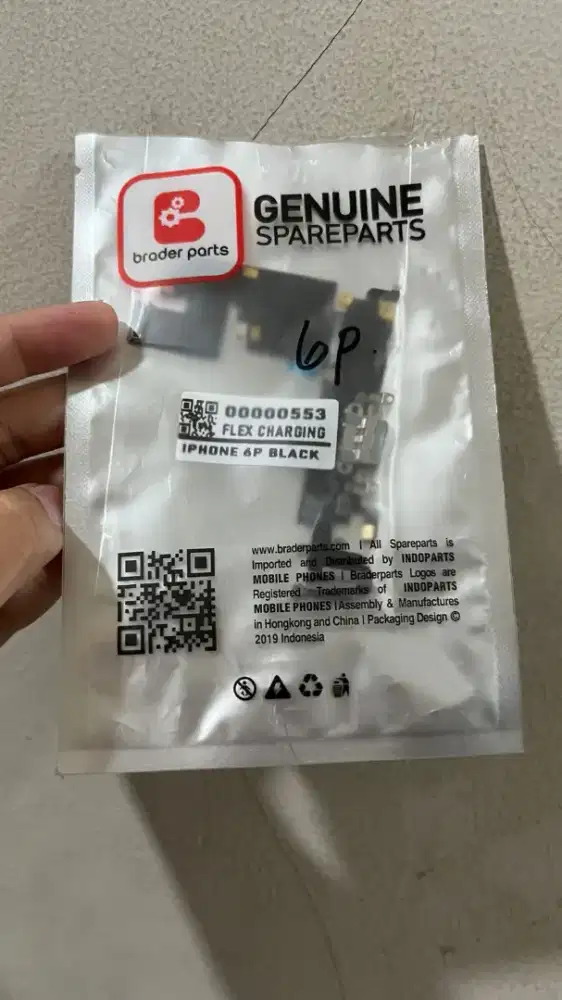 brader parts
GENUINE
SPAREPARTS
6P.
00000553
FLEX CHARGING
IPHONE 6P BLACK
www.braderparts.com | All Spareparts is
Imported and Distributed by INDOPARTS
MOBILE PHONES | Braderparts Logos are
Registered Trademarks of INDOPARTS
MOBILE PHONES | Assembly & Manufactures
in Hongkong and China | Packaging Design ©
2019 Indonesia